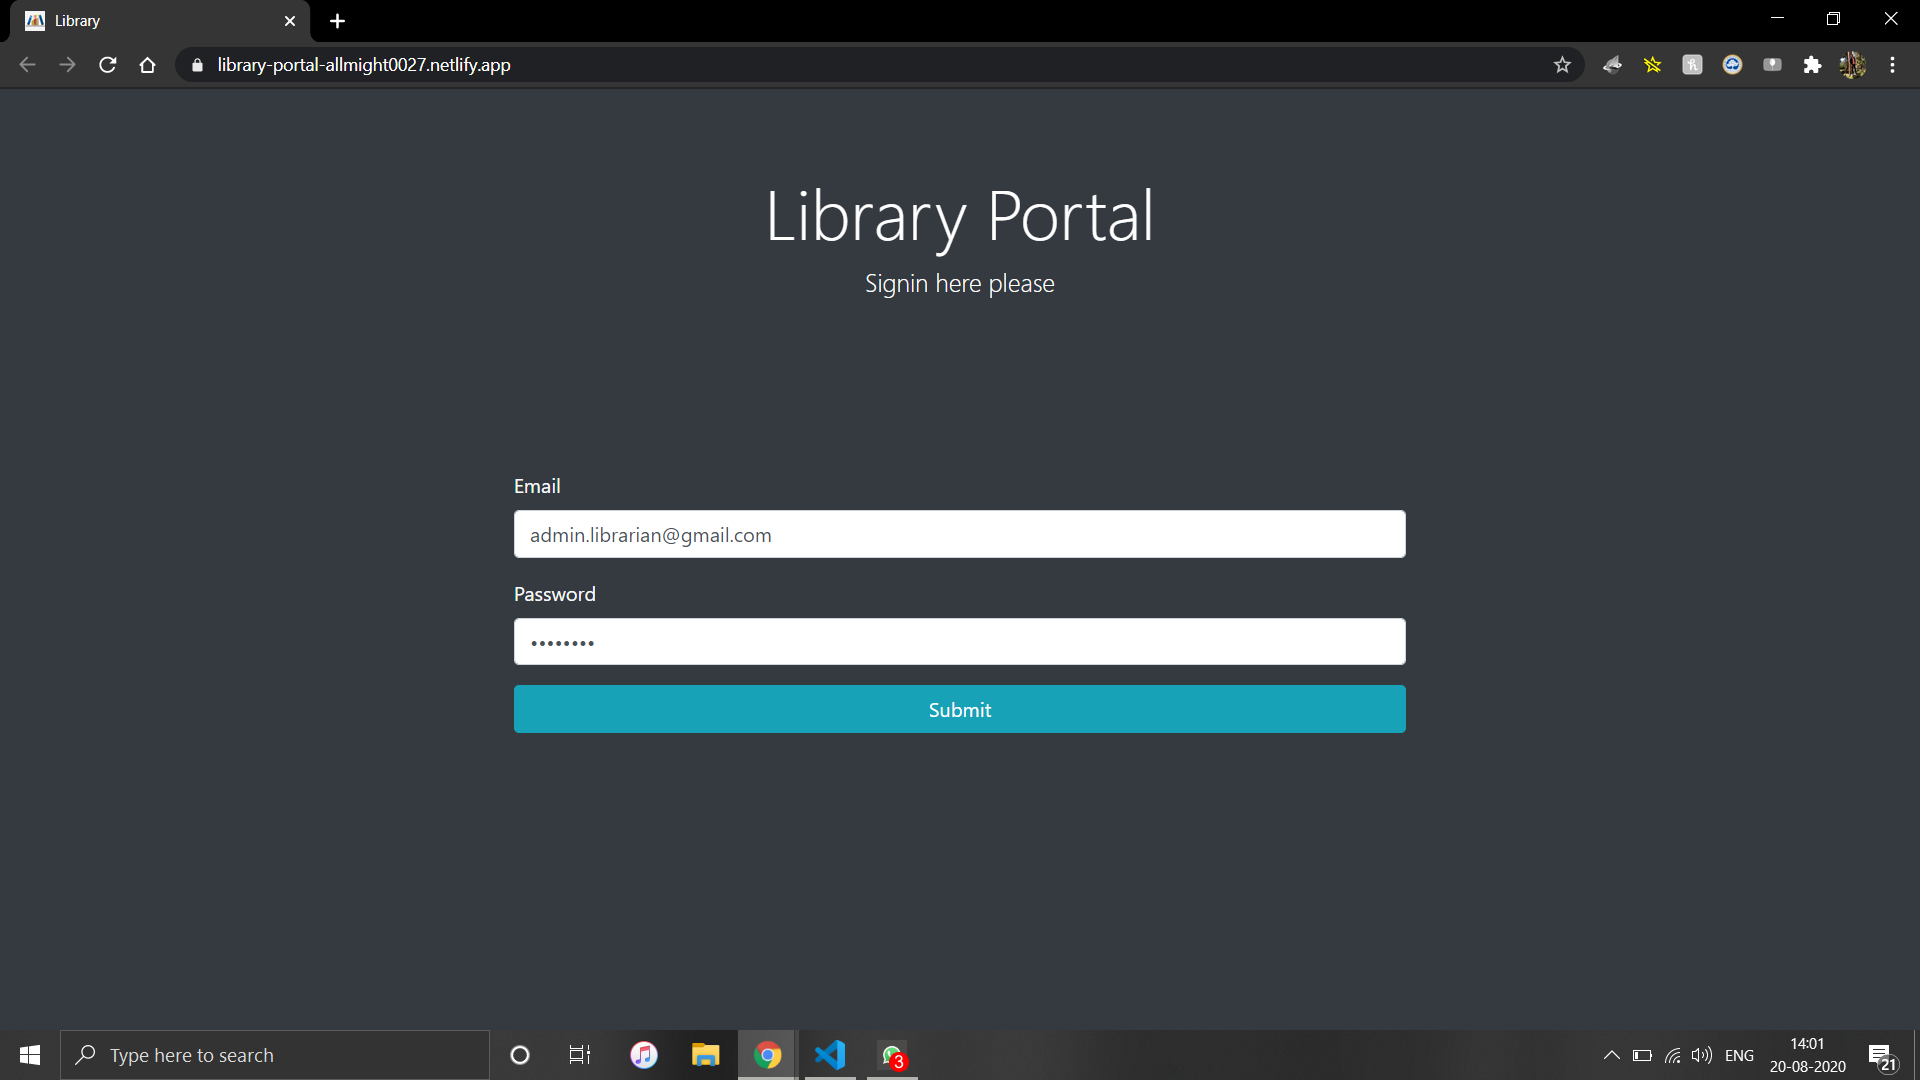 Library
library-portal-allmight0027.netlify.app
Library Portal
Signin here please
Email
admin.librarian@gmail.com
Password
••••••••
Submit
Type here to search
3
ENG
14:01
20-08-2020
21